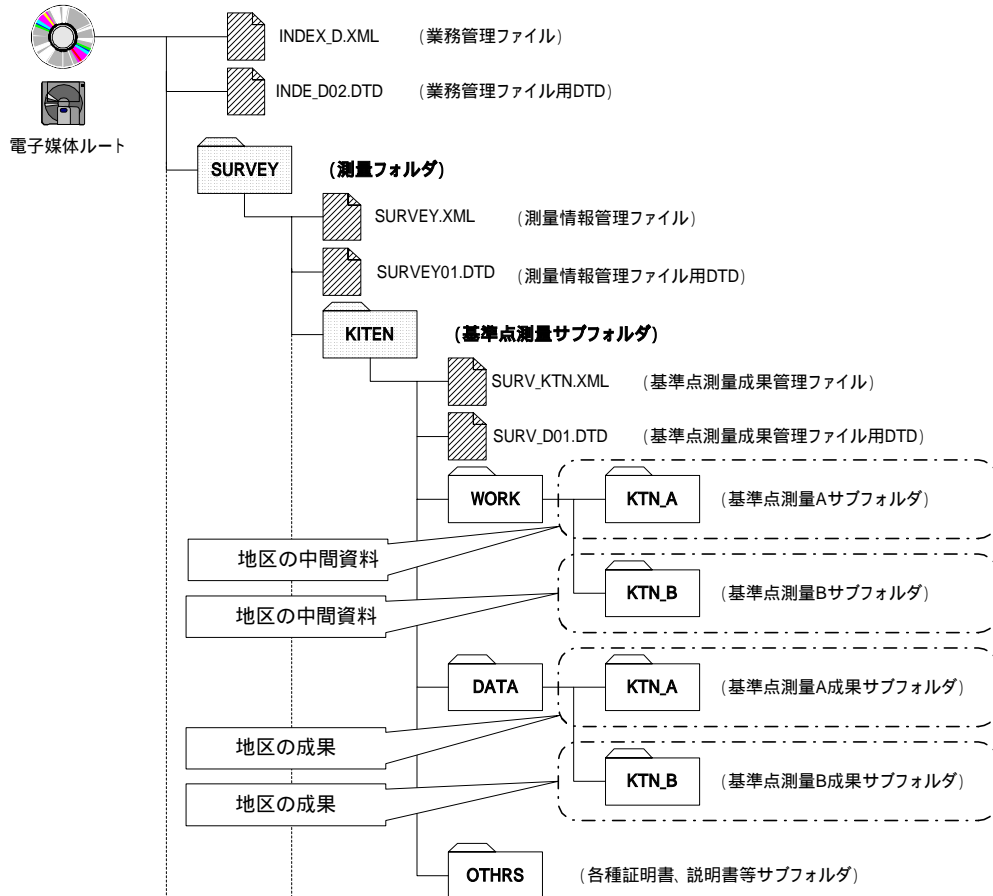 INDEX_D.XML (業務管理ファイル)
INDE_D02.DTD (業務管理ファイル用DTD)
電子媒体ルート
SURVEY (測量フォルダ)
SURVEY.XML (測量情報管理ファイル)
SURVEY01.DTD (測量情報管理ファイル用DTD)
KITEN (基準点測量サブフォルダ)
SURV_KTN.XML (基準点測量成果管理ファイル)
SURV_D01.DTD (基準点測量成果管理ファイル用DTD)
WORK KTN_A (基準点測量Aサブフォルダ)
地区の中間資料
KTN_B (基準点測量Bサブフォルダ)
地区の中間資料
DATA KTN_A (基準点測量A成果サブフォルダ)
地区の成果
KTN_B (基準点測量B成果サブフォルダ)
地区の成果
OTHRS (各種証明書、説明書等サブフォルダ)